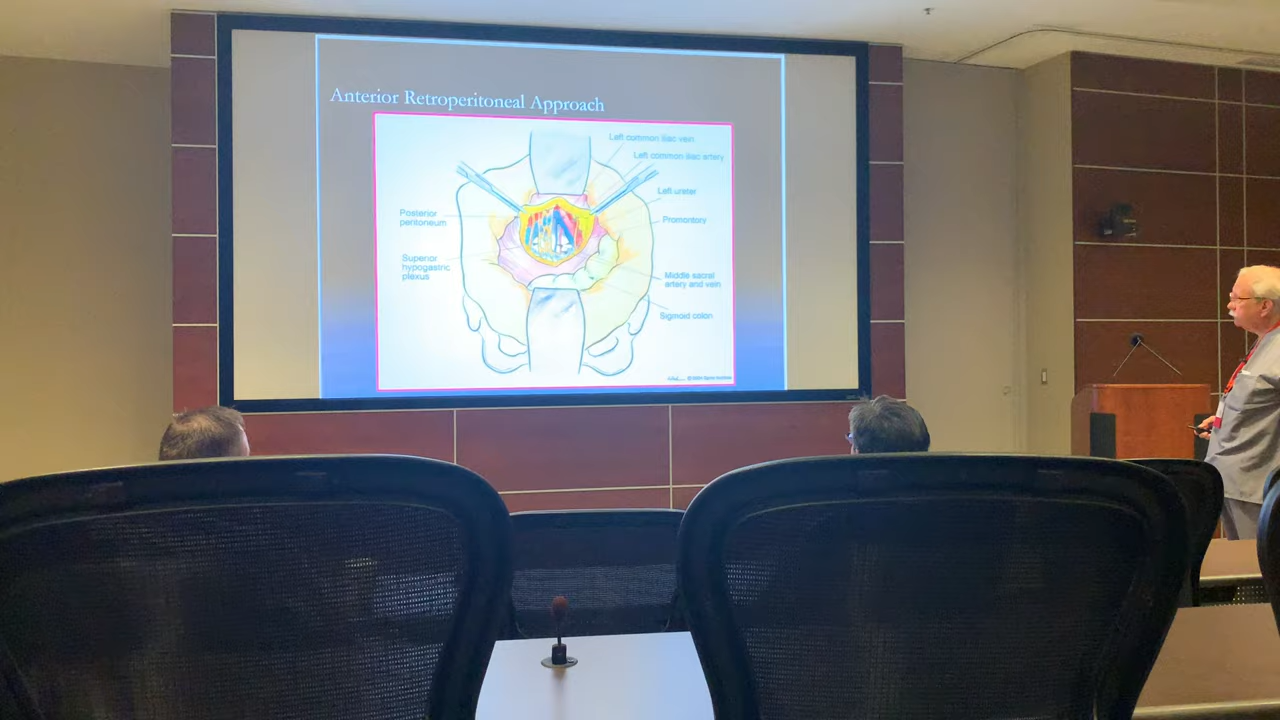 Anterior Retroperitoneal Approach
Left common iliac vein
Left common iliac artery
Left ureter
Posterior
peritoneum
Promontory
Superior
hypogastric
plexus
Middle sacral
artery and vein
Sigmoid colon